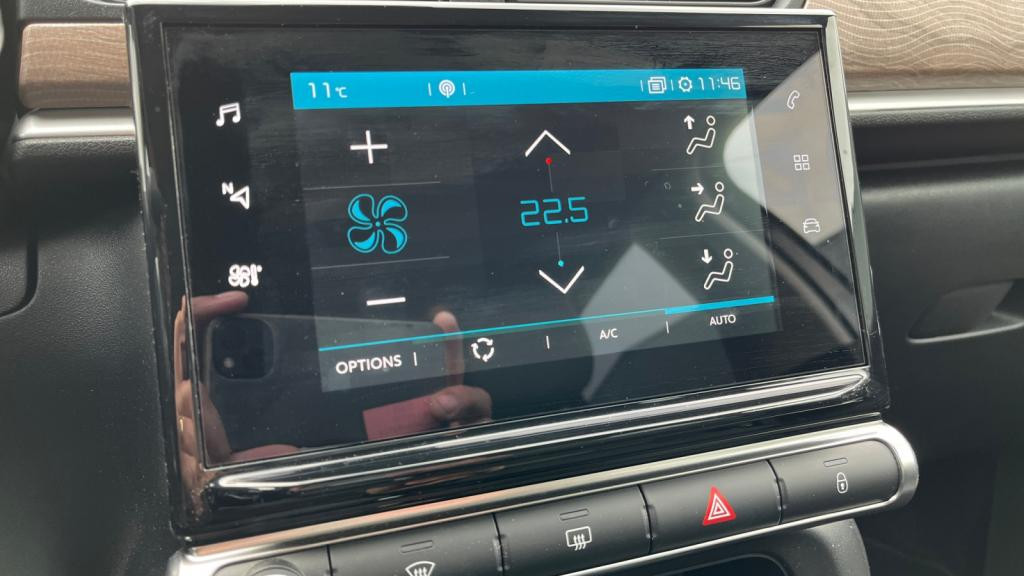 11°C 11:46
N
22.5
OPTIONS A/C AUTO